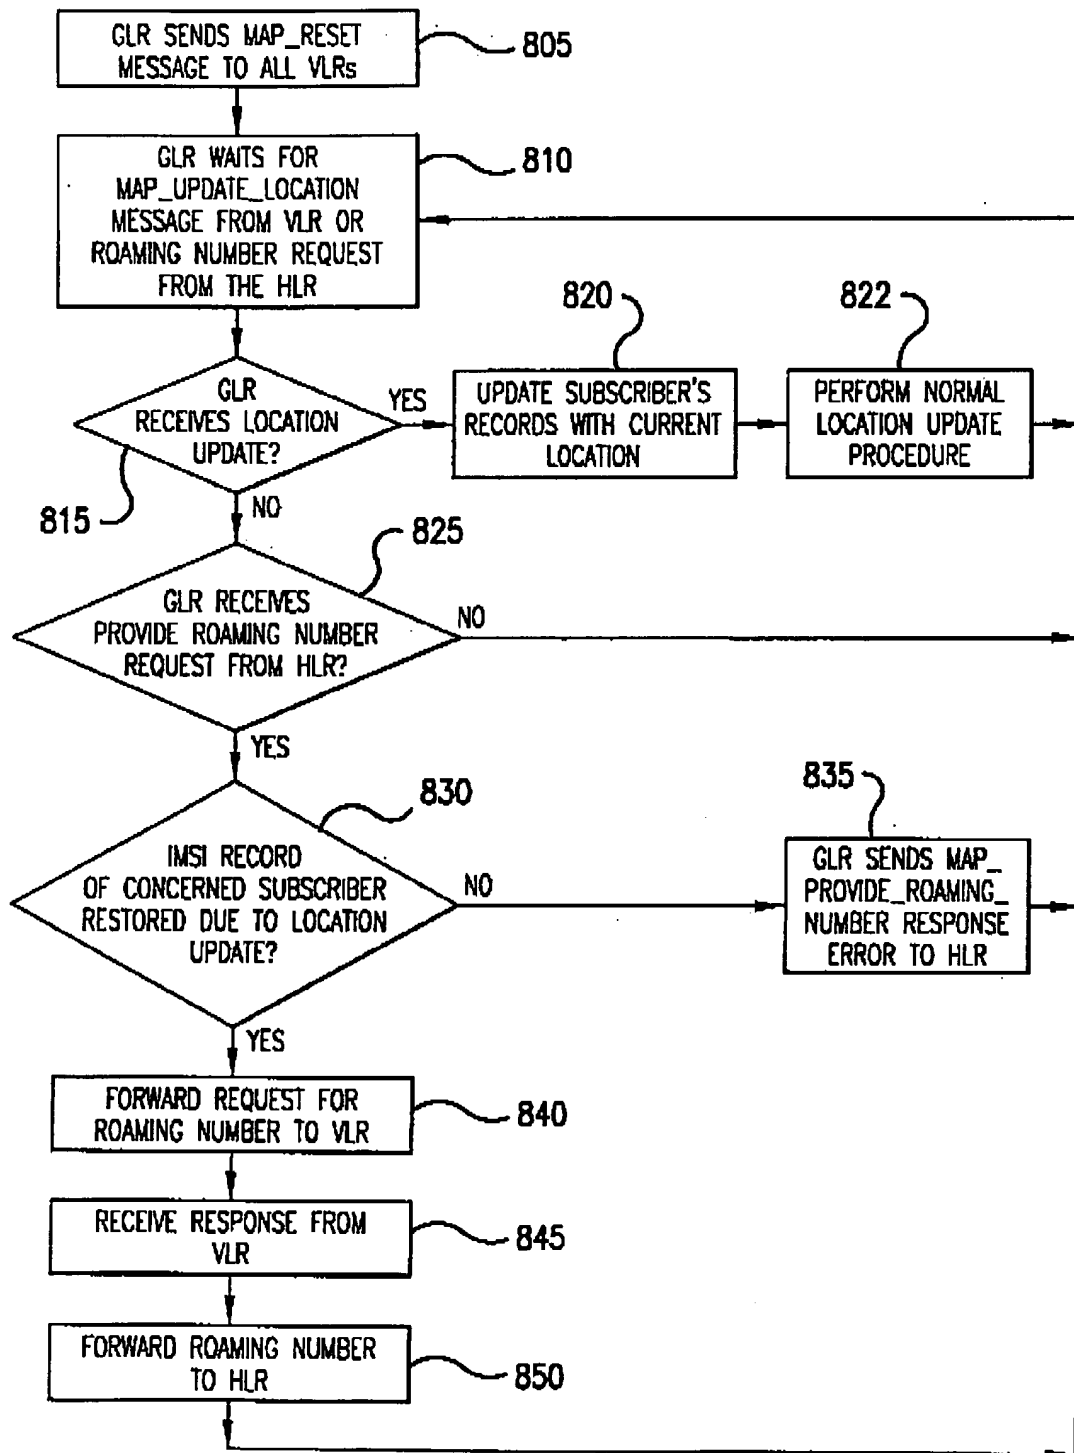 GLR SENDS MAP_RESET
MESSAGE TO ALL VLRs
805
GLR WAITS FOR
MAP_UPDATE_LOCATION
MESSAGE FROM VLR OR
ROAMING NUMBER REQUEST
FROM THE HLR
810
GLR
RECEIVES LOCATION
UPDATE?
815
YES
NO
820
UPDATE SUBSCRIBER'S
RECORDS WITH CURRENT
LOCATION
822
PERFORM NORMAL
LOCATION UPDATE
PROCEDURE
825
GLR RECEIVES
PROVIDE ROAMING NUMBER
REQUEST FROM HLR?
NO
YES
830
IMSI RECORD
OF CONCERNED SUBSCRIBER
RESTORED DUE TO LOCATION
UPDATE?
NO
YES
835
GLR SENDS MAP_
PROVIDE_ROAMING_
NUMBER RESPONSE
ERROR TO HLR
FORWARD REQUEST FOR
ROAMING NUMBER TO VLR
840
RECEIVE RESPONSE FROM
VLR
845
FORWARD ROAMING NUMBER
TO HLR
850